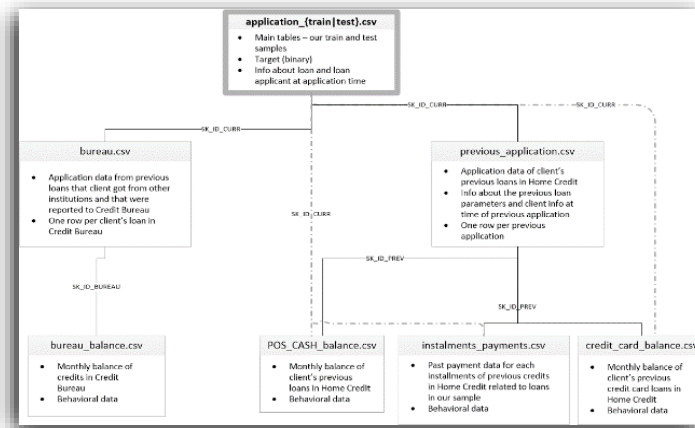 application_{train|test}.csv
• Main tables – our train and test
samples
• Target (binary)
• Info about loan and loan
applicant at application time
SK_ID_CURR
SK_ID_CURR
SK_ID_CURR
bureau.csv
• Application data from previous
loans that client got from other
institutions and that were
reported to Credit Bureau
• One row per client's loan in
Credit Bureau
SK_ID_CURR
previous_application.csv
• Application data of client's
previous loans in Home Credit
• Info about the previous loan
parameters and client info at
time of previous application
• One row per previous
application
SK_ID_BUREAU
SK_ID_PREV
SK_ID_PREV
bureau_balance.csv
• Monthly balance of
credits in Credit
Bureau
• Behavioral data
POS_CASH_balance.csv
• Monthly balance of
client's previous
loans in Home Credit
• Behavioral data
instalments_payments.csv
• Past payment data for each
installments of previous credits
in Home Credit related to loans
in our sample
• Behavioral data
credit_card_balance.csv
• Monthly balance of
client's previous
credit card loans in
Home Credit
• Behavioral data